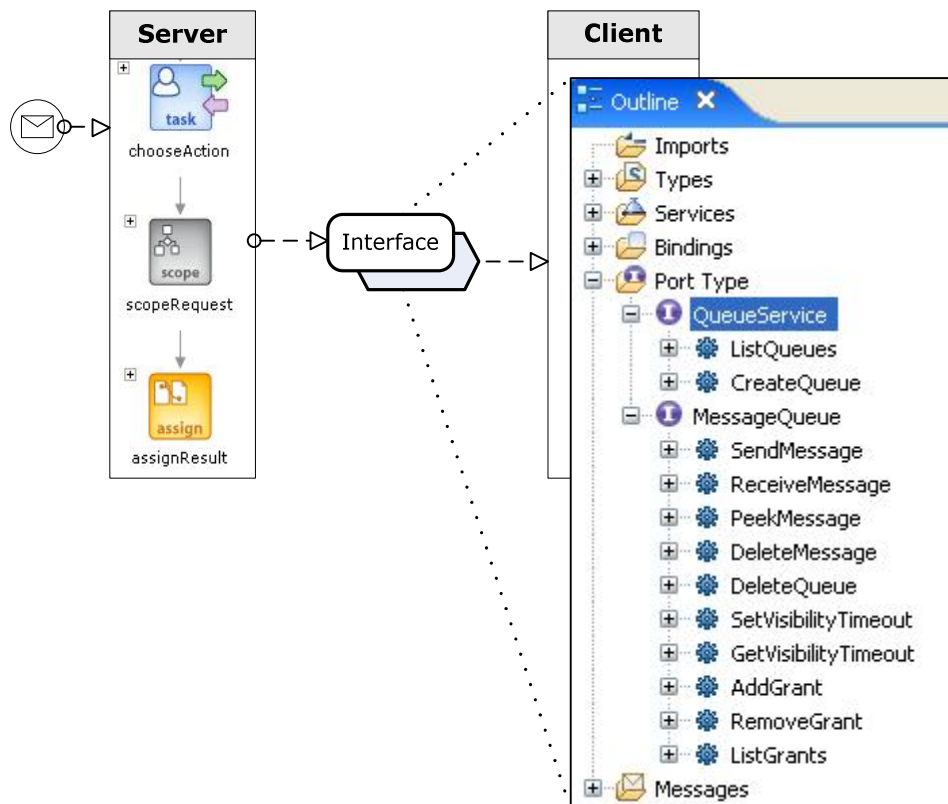 Server
task
chooseAction
scope
scopeRequest
assign
assignResult
Interface
Client
Outline
Imports
Types
Services
Bindings
Port Type
QueueService
ListQueues
CreateQueue
MessageQueue
SendMessage
ReceiveMessage
PeekMessage
DeleteMessage
DeleteQueue
SetVisibilityTimeout
GetVisibilityTimeout
AddGrant
RemoveGrant
ListGrants
Messages